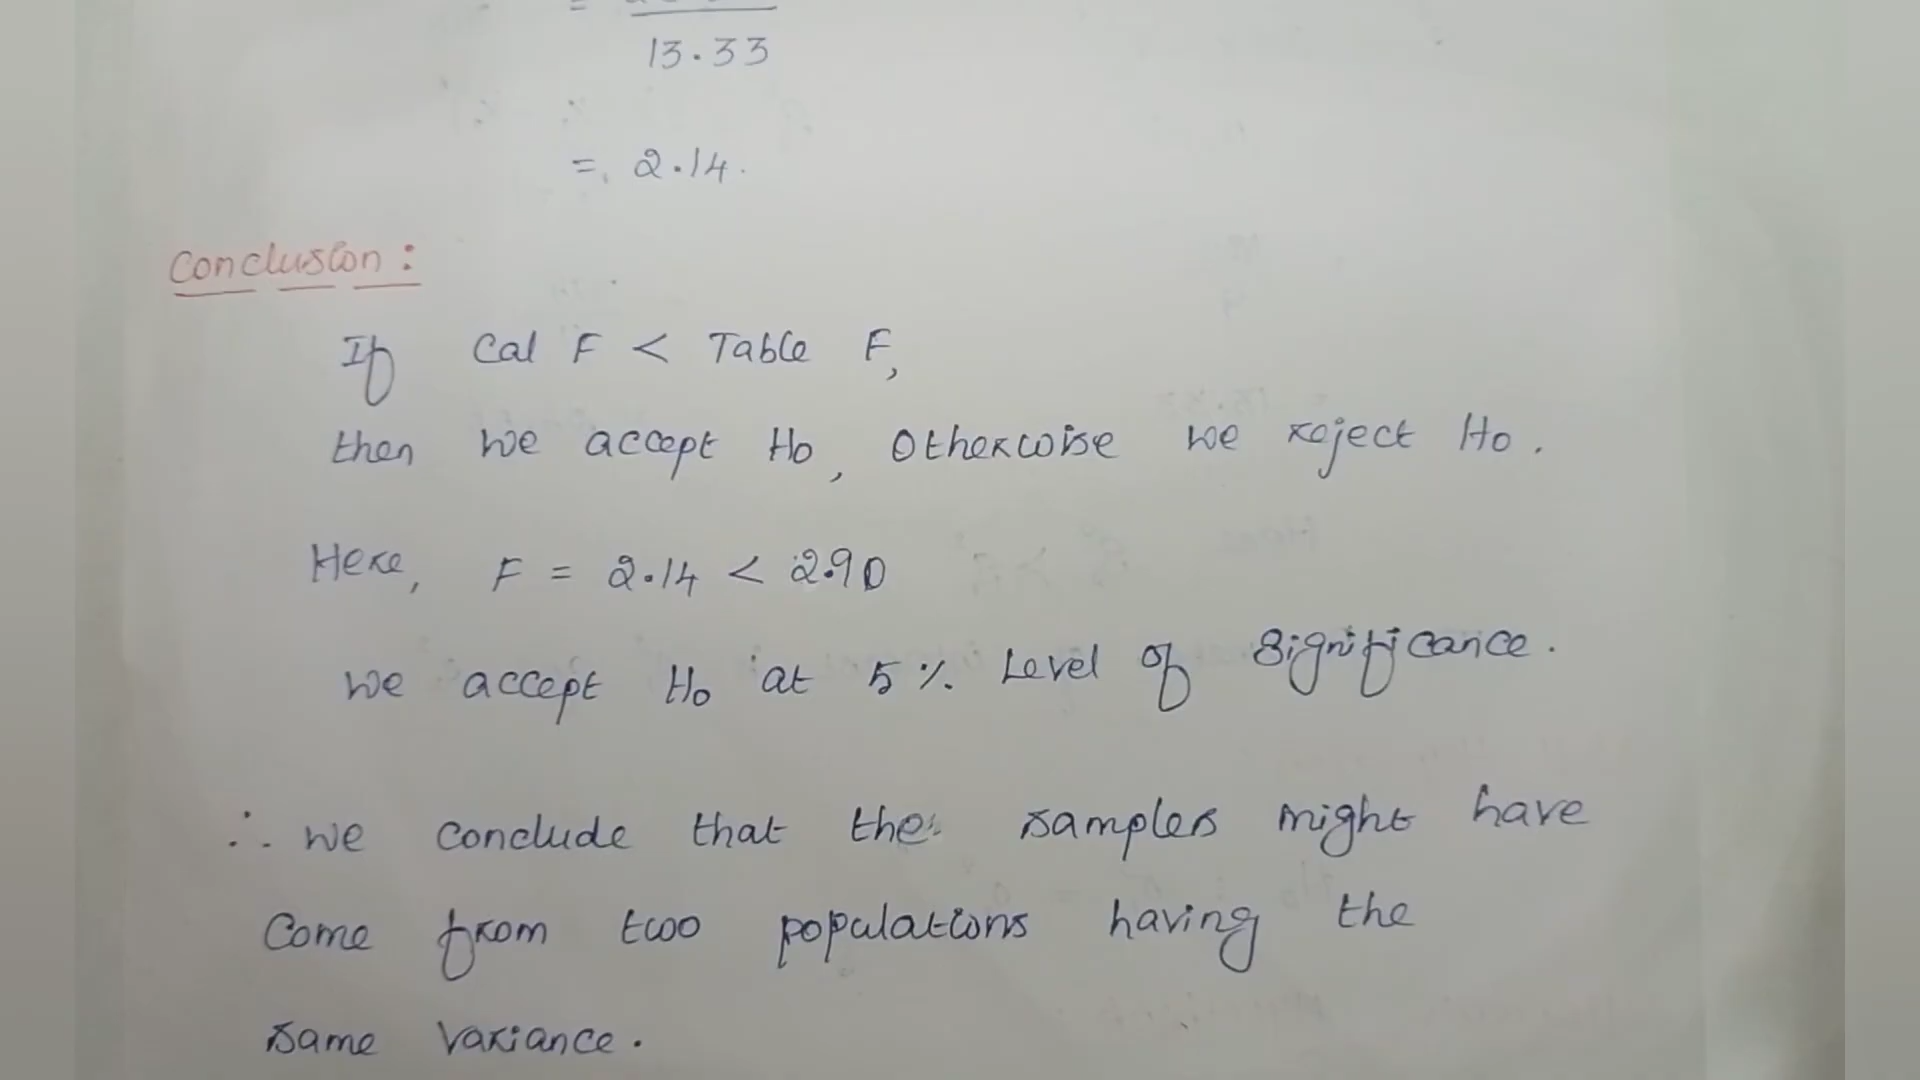 =
13.33
= 2.14.
Conclusion:
If Cal F < Table F,
then we accept Ho, Otherwise we reject Ho.
Here, F = 2.14 < 2.90
We accept Ho at 5% Level of Significance.
∴ We conclude that the samples might have
Come from two populations having the
same variance.